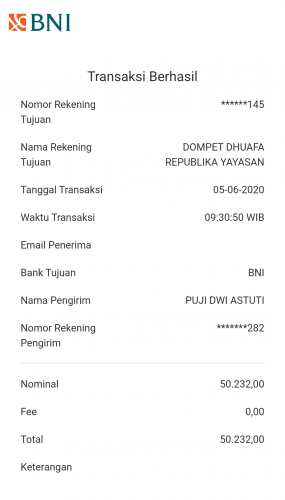 BNI
Transaksi Berhasil
Nomor Rekening Tujuan ******145
Nama Rekening Tujuan DOMPET DHUAFA REPUBLIKA YAYASAN
Tanggal Transaksi 05-06-2020
Waktu Transaksi 09:30:50 WIB
Email Penerima
Bank Tujuan BNI
Nama Pengirim PUJI DWI ASTUTI
Nomor Rekening Pengirim *******282
Nominal 50.232,00
Fee 0,00
Total 50.232,00
Keterangan